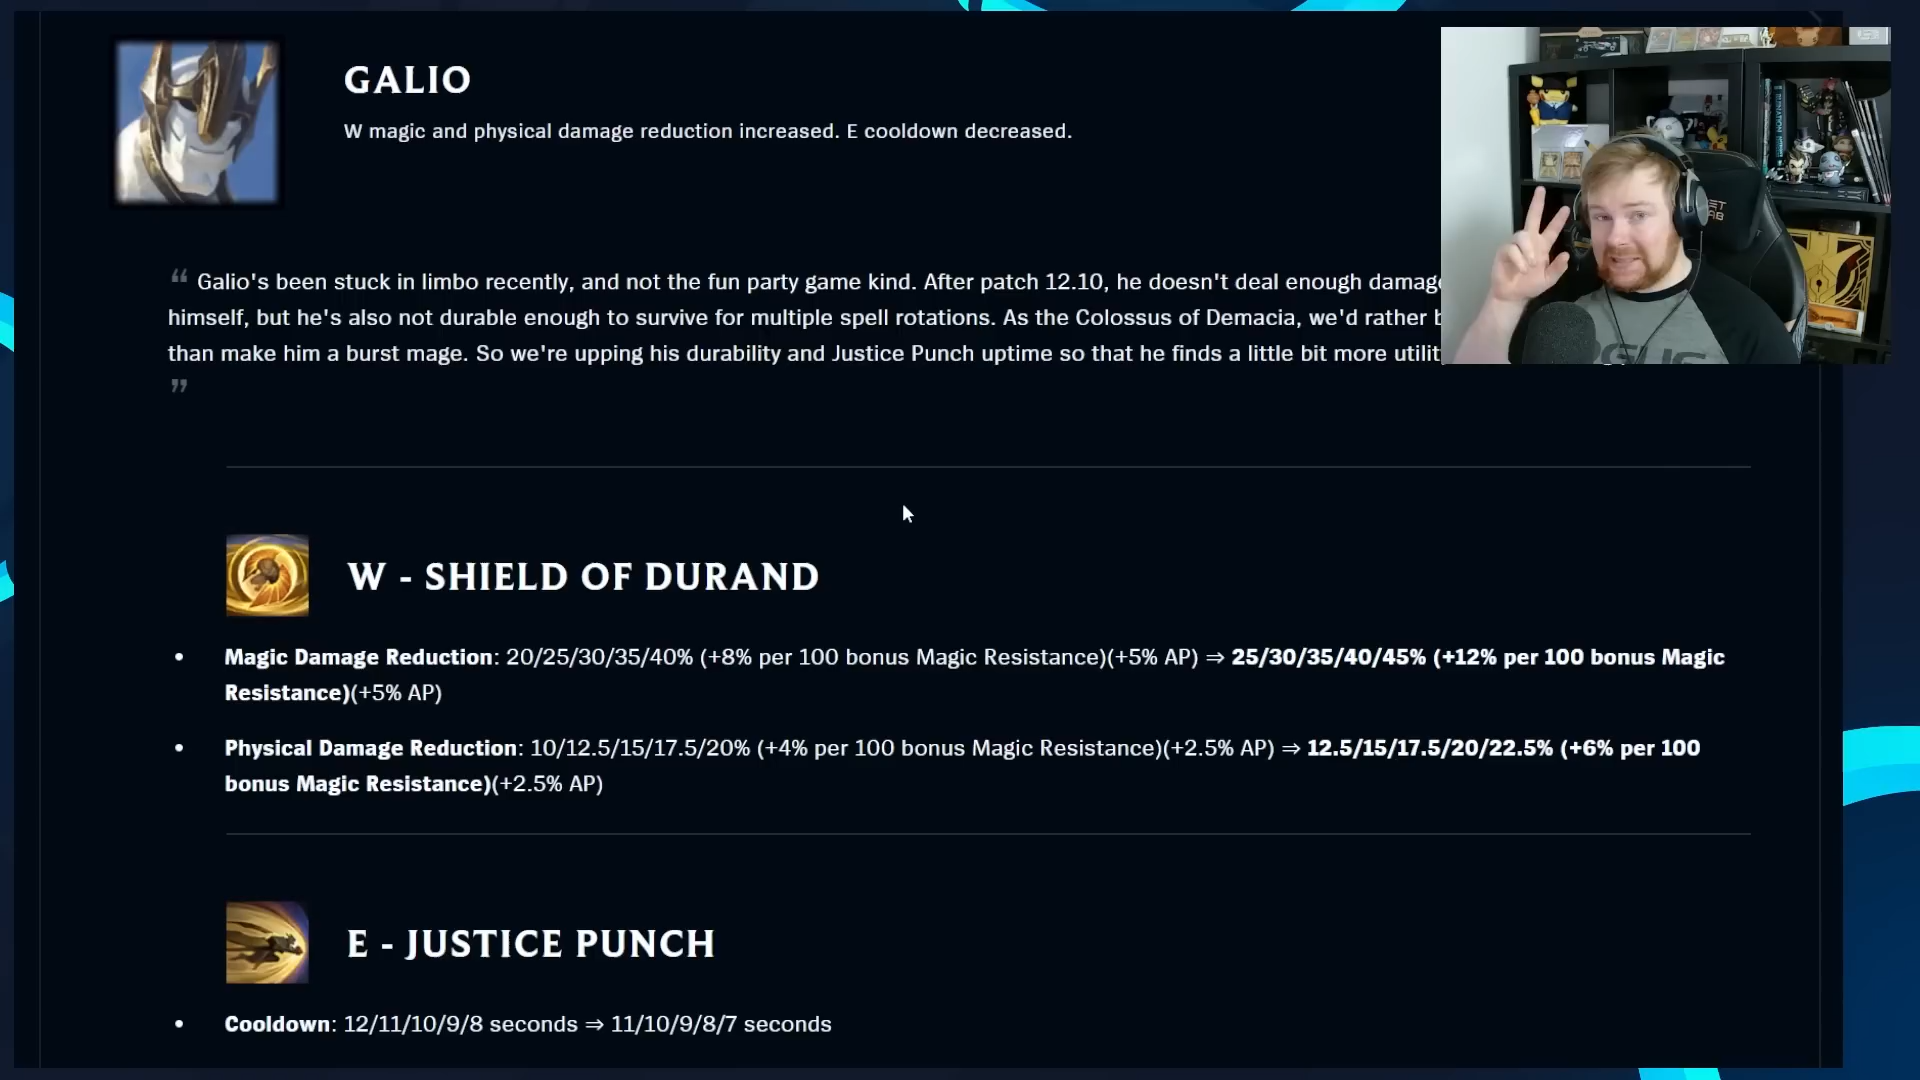 GALIO
W magic and physical damage reduction increased. E cooldown decreased.
“ Galio's been stuck in limbo recently, and not the fun party game kind. After patch 12.10, he doesn't deal enough damage
himself, but he's also not durable enough to survive for multiple spell rotations. As the Colossus of Demacia, we'd rather
than make him a burst mage. So we're upping his durability and Justice Punch uptime so that he finds a little bit more
”
W - SHIELD OF DURAND
• Magic Damage Reduction: 20/25/30/35/40% (+8% per 100 bonus Magic Resistance)(+5% AP) ⇒ 25/30/35/40/45% (+12% per 100 bonus Magic
Resistance)(+5% AP)
• Physical Damage Reduction: 10/12.5/15/17.5/20% (+4% per 100 bonus Magic Resistance)(+2.5% AP) ⇒ 12.5/15/17.5/20/22.5% (+6% per 100
bonus Magic Resistance)(+2.5% AP)
E - JUSTICE PUNCH
• Cooldown: 12/11/10/9/8 seconds ⇒ 11/10/9/8/7 seconds